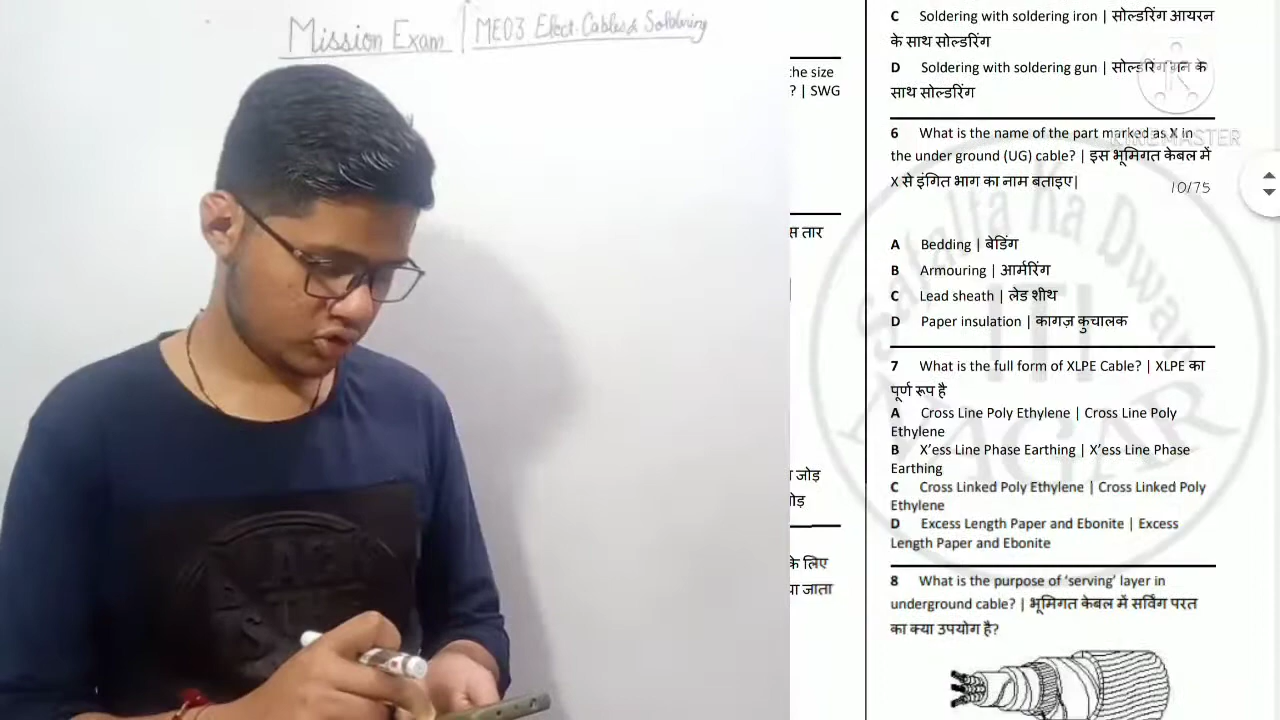 Mission Exam | ME03 Elect. Cables & Soldering
the size
? | SWG
स तार
जोड़
ोड़
के लिए
या जाता
C Soldering with soldering iron | सोल्डरिंग आयरन
के साथ सोल्डरिंग
D Soldering with soldering gun | सोल्डरिंग गन के
साथ सोल्डरिंग
KINEMASTER
6 What is the name of the part marked as X in
the under ground (UG) cable? | इस भूमिगत केबल में
X से इंगित भाग का नाम बताइए|
10/75
A Bedding | बेडिंग
B Armouring | आर्मरिंग
C Lead sheath | लेड शीथ
D Paper insulation | कागज़ कुचालक
7 What is the full form of XLPE Cable? | XLPE का
पूर्ण रूप है
A Cross Line Poly Ethylene | Cross Line Poly
Ethylene
B X’ess Line Phase Earthing | X’ess Line Phase
Earthing
C Cross Linked Poly Ethylene | Cross Linked Poly
Ethylene
D Excess Length Paper and Ebonite | Excess
Length Paper and Ebonite
8 What is the purpose of ‘serving’ layer in
underground cable? | भूमिगत केबल में सर्विंग परत
का क्या उपयोग है?
Safalta Ka Dwar
ITI